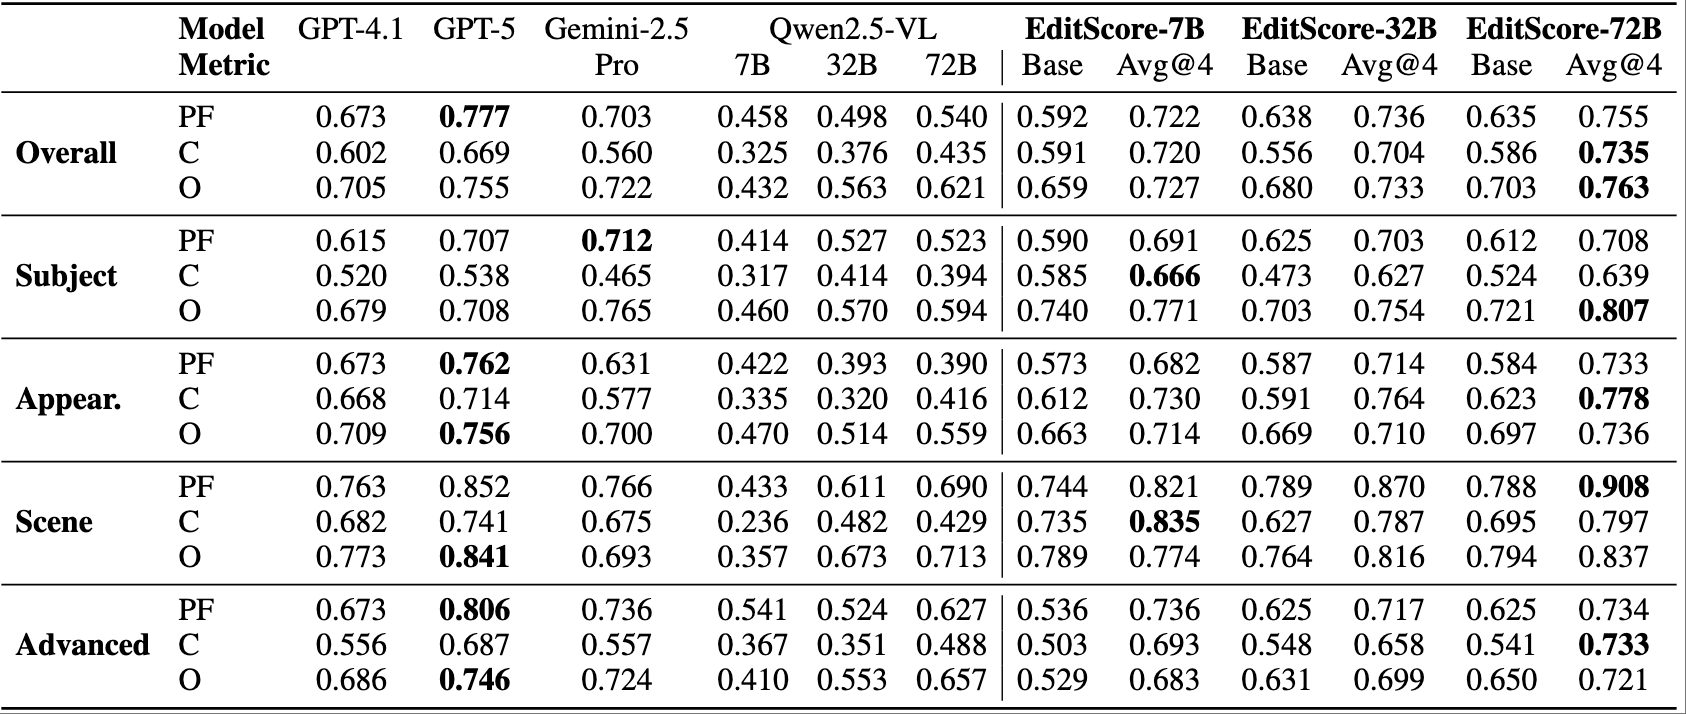 Model GPT-4.1 GPT-5 Gemini-2.5 Qwen2.5-VL EditScore-7B EditScore-32B EditScore-72B
Metric Pro 7B 32B 72B Base Avg@4 Base Avg@4 Base Avg@4
PF 0.673 0.777 0.703 0.458 0.498 0.540 0.592 0.722 0.638 0.736 0.635 0.755
Overall C 0.602 0.669 0.560 0.325 0.376 0.435 0.591 0.720 0.556 0.704 0.586 0.735
O 0.705 0.755 0.722 0.432 0.563 0.621 0.659 0.727 0.680 0.733 0.703 0.763
PF 0.615 0.707 0.712 0.414 0.527 0.523 0.590 0.691 0.625 0.703 0.612 0.708
Subject C 0.520 0.538 0.465 0.317 0.414 0.394 0.585 0.666 0.473 0.627 0.524 0.639
O 0.679 0.708 0.765 0.460 0.570 0.594 0.740 0.771 0.703 0.754 0.721 0.807
PF 0.673 0.762 0.631 0.422 0.393 0.390 0.573 0.682 0.587 0.714 0.584 0.733
Appear. C 0.668 0.714 0.577 0.335 0.320 0.416 0.612 0.730 0.591 0.764 0.623 0.778
O 0.709 0.756 0.700 0.470 0.514 0.559 0.663 0.714 0.669 0.710 0.697 0.736
PF 0.763 0.852 0.766 0.433 0.611 0.690 0.744 0.821 0.789 0.870 0.788 0.908
Scene C 0.682 0.741 0.675 0.236 0.482 0.429 0.735 0.835 0.627 0.787 0.695 0.797
O 0.773 0.841 0.693 0.357 0.673 0.713 0.789 0.774 0.764 0.816 0.794 0.837
PF 0.673 0.806 0.736 0.541 0.524 0.627 0.536 0.736 0.625 0.717 0.625 0.734
Advanced C 0.556 0.687 0.557 0.367 0.351 0.488 0.503 0.693 0.548 0.658 0.541 0.733
O 0.686 0.746 0.724 0.410 0.553 0.657 0.529 0.683 0.631 0.699 0.650 0.721